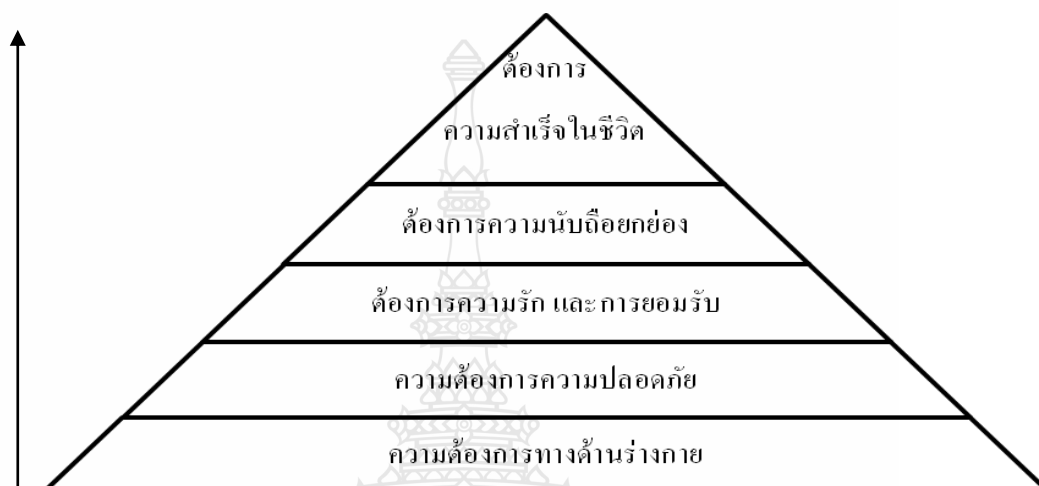 ต้องการ
ความสำเร็จในชีวิต
ต้องการความนับถือยกย่อง
ต้องการความรัก และการยอมรับ
ความต้องการความปลอดภัย
ความต้องการทางด้านร่างกาย